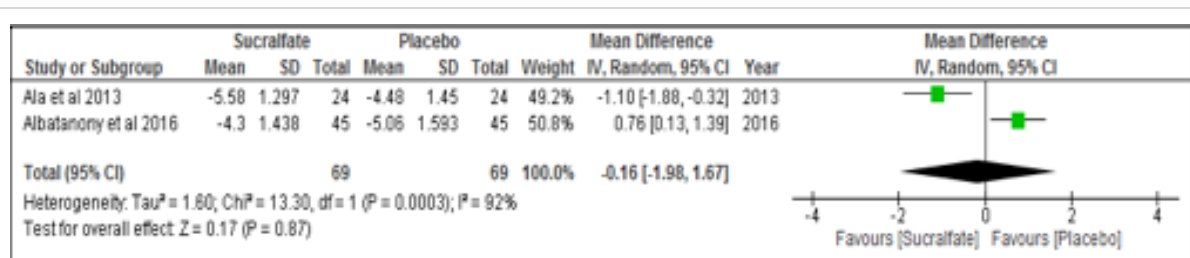 Sucralfate Placebo Mean Difference Mean Difference
Study or Subgroup Mean SD Total Mean SD Total Weight IV, Random, 95% CI Year IV, Random, 95% CI
Ala et al 2013 -5.58 1.297 24 -4.48 1.45 24 49.2% -1.10 [-1.88, -0.32] 2013
Albatanony et al 2016 -4.3 1.438 45 -5.06 1.593 45 50.8% 0.76 [0.13, 1.39] 2016
Total (95% CI) 69 69 100.0% -0.16 [-1.98, 1.67]
Heterogeneity: Tau² = 1.60; Chi² = 13.30, df = 1 (P = 0.0003); I² = 92%
Test for overall effect: Z = 0.17 (P = 0.87)
-4 -2 0 2 4
Favours [Sucralfate] Favours [Placebo]